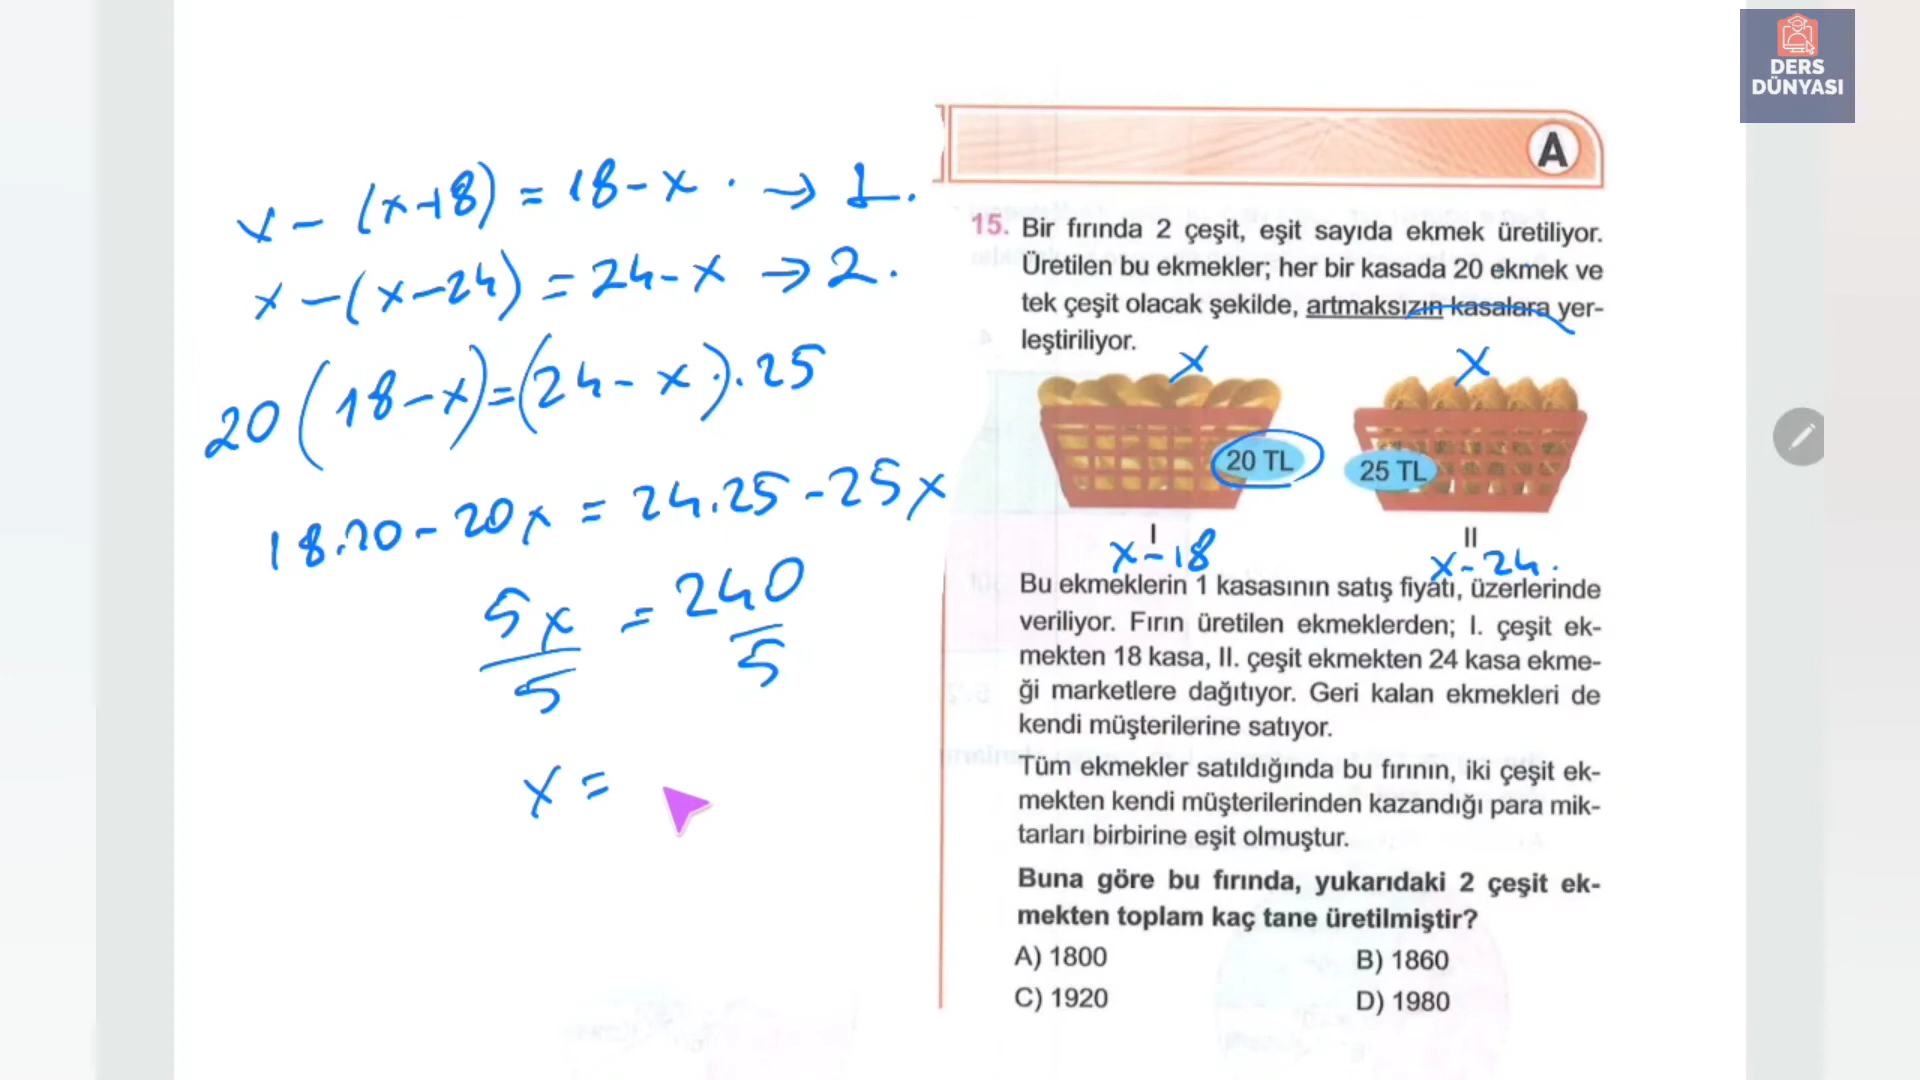 DERS
DÜNYASI
A
x - (x-18) = 18-x . → 1.
x - (x-24) = 24-x → 2.
20 (18-x) = (24-x).25
18.20 - 20x = 24.25 - 25x
5x/5 = 240/5
x =
15. Bir fırında 2 çeşit, eşit sayıda ekmek üretiliyor.
Üretilen bu ekmekler; her bir kasada 20 ekmek ve
tek çeşit olacak şekilde, artmaksızın kasalara yer-
leştiriliyor.
x x
20 TL 25 TL
I II
x-18 x-24.
Bu ekmeklerin 1 kasasının satış fiyatı, üzerlerinde
veriliyor. Fırın üretilen ekmeklerden; I. çeşit ek-
mekten 18 kasa, II. çeşit ekmekten 24 kasa ekme-
ği marketlere dağıtıyor. Geri kalan ekmekleri de
kendi müşterilerine satıyor.
Tüm ekmekler satıldığında bu fırının, iki çeşit ek-
mekten kendi müşterilerinden kazandığı para mik-
tarları birbirine eşit olmuştur.
Buna göre bu fırında, yukarıdaki 2 çeşit ek-
mekten toplam kaç tane üretilmiştir?
A) 1800 B) 1860
C) 1920 D) 1980